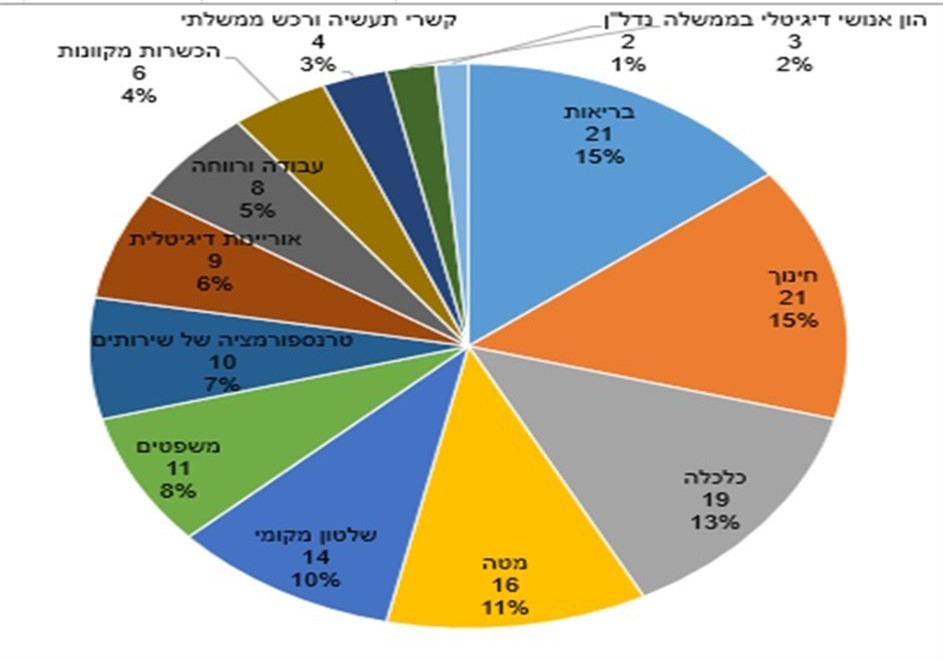 קשרי תעשיה ורכש ממשלתי
4
3%
נדל"ן
2
1%
הון אנושי דיגיטלי בממשלה
3
2%
הכשרות מקוונות
6
4%
בריאות
21
15%
עבודה ורווחה
8
5%
אוריינות דיגיטלית
9
6%
חינוך
21
15%
טרנספורמציה של שירותים
10
7%
משפטים
11
8%
כלכלה
19
13%
שלטון מקומי
14
10%
מטה
16
11%